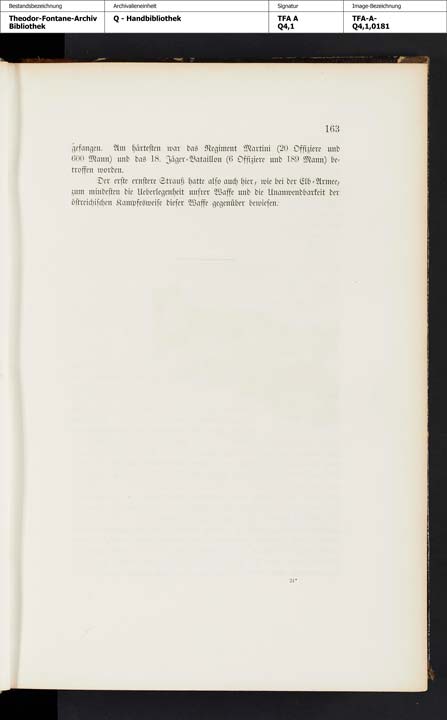 Bestandsbezeichnung Archivalieneinheit Signatur Image-Bezeichnung
Theodor-Fontane-Archiv Q - Handbibliothek TFA A TFA-A-
Bibliothek Q4,1 Q4,1,0181
163
gefangen. Am härtesten war das Regiment Martini (20 Offiziere und
600 Mann) und das 18. Jäger-Bataillon (6 Offiziere und 189 Mann) be-
troffen worden.
Der erste ernstere Strauß hatte also auch hier, wie bei der Elb-Armee,
zum mindesten die Ueberlegenheit unsrer Waffe und die Unanwendbarkeit der
östreichischen Kampfesweise dieser Waffe gegenüber bewiesen.
21*